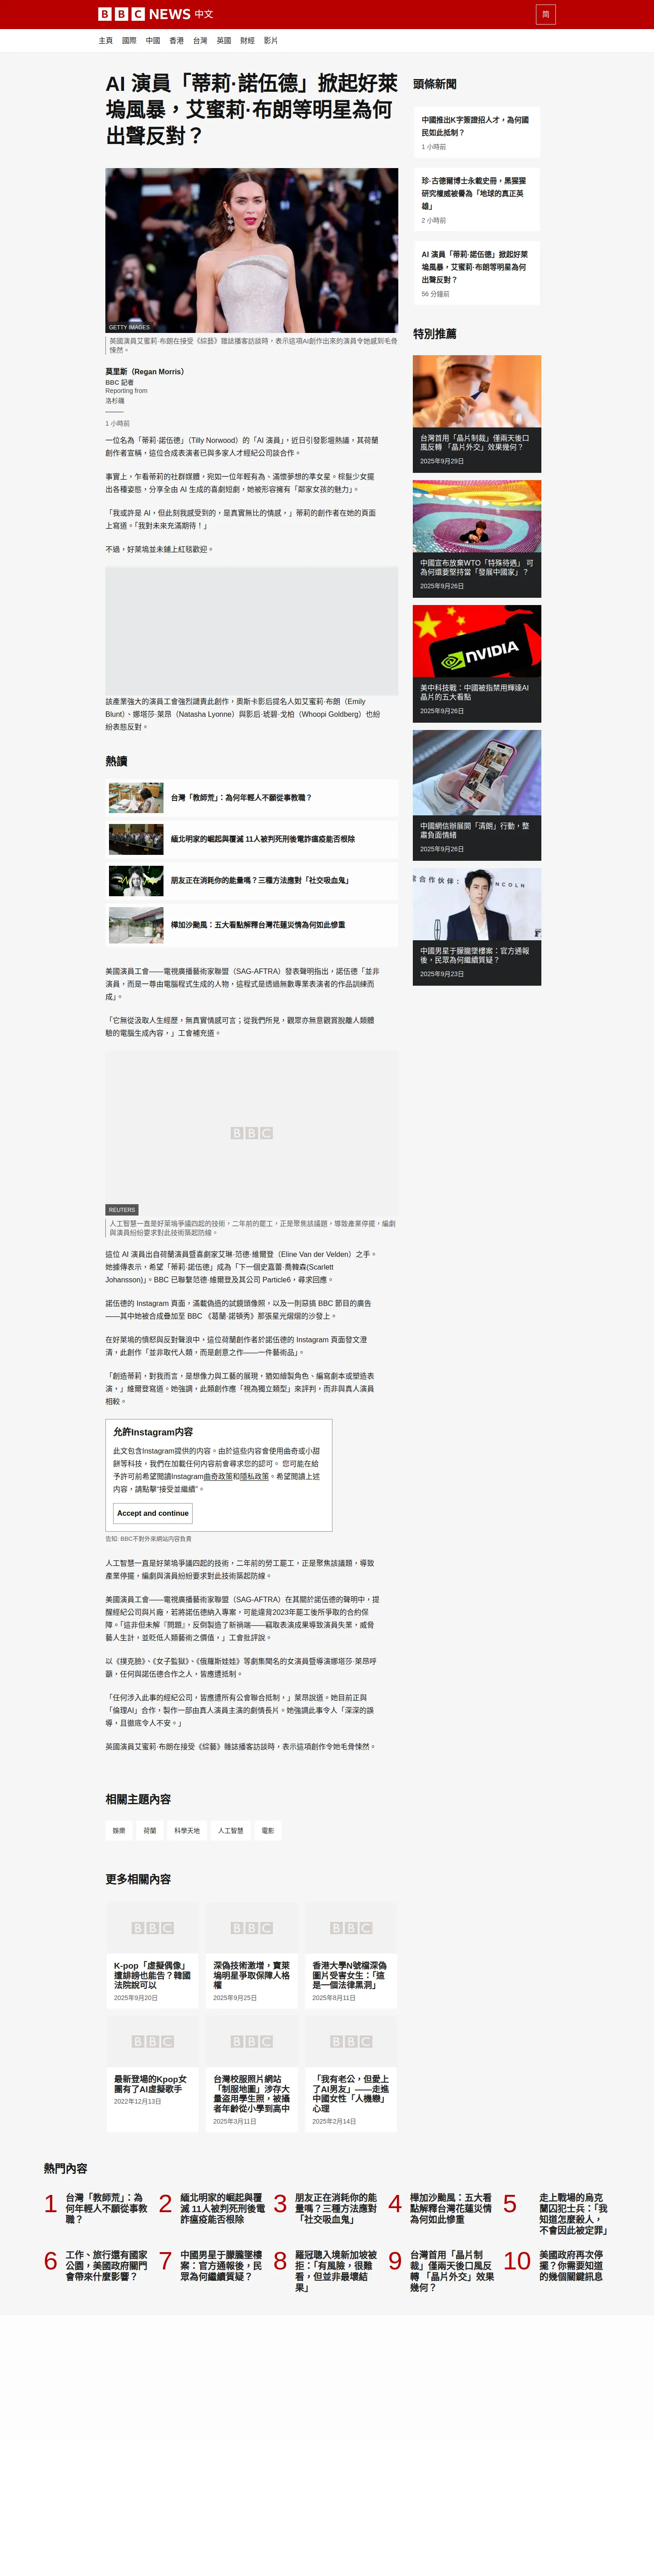 BBC NEWS 中文
简
主頁 國際 中國 香港 台灣 英國 財經 影片
AI 演員「蒂莉·諾伍德」掀起好萊
塢風暴，艾蜜莉·布朗等明星為何
出聲反對？
GETTY IMAGES
英國演員艾蜜莉·布朗在接受《綜藝》雜誌播客訪談時，表示這項AI創作出來的演員令她感到毛骨
悚然。
莫里斯（Regan Morris）
BBC 記者
Reporting from
洛杉磯
1 小時前
一位名為「蒂莉·諾伍德」（Tilly Norwood）的「AI 演員」，近日引發影壇熱議，其荷蘭
創作者宣稱，這位合成表演者已與多家人才經紀公司談合作。
事實上，乍看蒂莉的社群媒體，宛如一位年輕有為、滿懷夢想的準女星。棕髮少女擺
出各種姿態，分享全由 AI 生成的喜劇短劇，她被形容擁有「鄰家女孩的魅力」。
「我或許是 AI，但此刻我感受到的，是真實無比的情感，」蒂莉的創作者在她的頁面
上寫道。「我對未來充滿期待！」
不過，好萊塢並未鋪上紅毯歡迎。
該產業強大的演員工會強烈譴責此創作，奧斯卡影后提名人如艾蜜莉·布朗（Emily
Blunt）、娜塔莎·萊昂（Natasha Lyonne）與影后·琥碧·戈柏（Whoopi Goldberg）也紛
紛表態反對。
熱讀
台灣「教師荒」：為何年輕人不願從事教職？
緬北明家的崛起與覆滅 11人被判死刑後電詐瘟疫能否根除
朋友正在消耗你的能量嗎？三種方法應對「社交吸血鬼」
樺加沙颱風：五大看點解釋台灣花蓮災情為何如此慘重
美國演員工會——電視廣播藝術家聯盟（SAG-AFTRA）發表聲明指出，諾伍德「並非
演員，而是一尊由電腦程式生成的人物，這程式是透過無數專業表演者的作品訓練而
成」。
「它無從汲取人生經歷，無真實情感可言；從我們所見，觀眾亦無意觀賞脫離人類體
驗的電腦生成內容，」工會補充道。
BBC
REUTERS
人工智慧一直是好萊塢爭議四起的技術，二年前的罷工，正是聚焦該議題，導致產業停擺，編劇
與演員紛紛要求對此技術築起防線。
這位 AI 演員出自荷蘭演員暨喜劇家艾琳·范德·維爾登（Eline Van der Velden）之手。
她據傳表示，希望「蒂莉·諾伍德」成為「下一個史嘉蕾·喬韓森(Scarlett
Johansson)」。BBC 已聯繫范德·維爾登及其公司 Particle6，尋求回應。
諾伍德的 Instagram 頁面，滿載偽造的試鏡頭像照，以及一則惡搞 BBC 節目的廣告
——其中她被合成疊加至 BBC 《葛蘭·諾頓秀》那張星光熠熠的沙發上。
在好萊塢的憤怒與反對聲浪中，這位荷蘭創作者於諾伍德的 Instagram 頁面發文澄
清，此創作「並非取代人類，而是創意之作——一件藝術品」。
「創造蒂莉，對我而言，是想像力與工藝的展現，猶如繪製角色、編寫劇本或塑造表
演，」維爾登寫道。她強調，此類創作應「視為獨立類型」來評判，而非與真人演員
相較。
允許Instagram内容
此文包含Instagram提供的内容。由於這些内容會使用曲奇或小甜
餅等科技，我們在加載任何内容前會尋求您的認可。 您可能在給
予許可前希望閱讀Instagram曲奇政策和隱私政策。希望閱讀上述
内容，請點擊“接受並繼續”。
Accept and continue
告知: BBC不對外來網站内容負責
人工智慧一直是好萊塢爭議四起的技術，二年前的勞工罷工，正是聚焦該議題，導致
產業停擺，編劇與演員紛紛要求對此技術築起防線。
美國演員工會——電視廣播藝術家聯盟（SAG-AFTRA）在其關於諾伍德的聲明中，提
醒經紀公司與片廠，若將諾伍德納入專案，可能違背2023年罷工後所爭取的合約保
障。「這非但未解『問題』，反倒製造了新禍端——竊取表演成果導致演員失業，威脅
藝人生計，並貶低人類藝術之價值，」工會批評說。
以《撲克臉》、《女子監獄》、《俄羅斯娃娃》等劇集聞名的女演員暨導演娜塔莎·萊昂呼
籲，任何與諾伍德合作之人，皆應遭抵制。
「任何涉入此事的經紀公司，皆應遭所有公會聯合抵制，」萊昂說道。她目前正與
「倫理AI」合作，製作一部由真人演員主演的劇情長片。她強調此事令人「深深的誤
導，且徹底令人不安。」
英國演員艾蜜莉·布朗在接受《綜藝》雜誌播客訪談時，表示這項創作令她毛骨悚然。
相關主題內容
娛樂 荷蘭 科學天地 人工智慧 電影
更多相關內容
BBC BBC BBC
K-pop「虛擬偶像」
遭誹謗也能告？韓國
法院說可以
2025年9月20日
深偽技術激增，寶萊
塢明星爭取保障人格
權
2025年9月25日
香港大學N號檔深偽
圖片受害女生：「這
是一個法律黑洞」
2025年8月11日
BBC BBC BBC
最新登場的Kpop女
團有了AI虛擬歌手
2022年12月13日
台灣校服照片網站
「制服地圖」涉存大
量盜用學生照，被攝
者年齡從小學到高中
2025年3月11日
「我有老公，但愛上
了AI男友」——走進
中國女性「人機戀」
心理
2025年2月14日
頭條新聞
中國推出K字簽證招人才，為何國
民如此抵制？
1 小時前
珍·古德爾博士永載史冊，黑猩猩
研究權威被譽為「地球的真正英
雄」
2 小時前
AI 演員「蒂莉·諾伍德」掀起好萊
塢風暴，艾蜜莉·布朗等明星為何
出聲反對？
56 分鐘前
特別推薦
台灣首用「晶片制裁」僅兩天後口
風反轉 「晶片外交」效果幾何？
2025年9月29日
中國宣布放棄WTO「特殊待遇」 可
為何還要堅持當「發展中國家」？
2025年9月26日
NVIDIA
美中科技戰：中國被指禁用輝達AI
晶片的五大看點
2025年9月26日
中國網信辦展開「清朗」行動，整
肅負面情緒
2025年9月26日
合作伙伴： LINCOLN
中國男星于朦朧墜樓案：官方通報
後，民眾為何繼續質疑？
2025年9月23日
熱門內容
1
台灣「教師荒」：為
何年輕人不願從事教
職？
2
緬北明家的崛起與覆
滅 11人被判死刑後電
詐瘟疫能否根除
3
朋友正在消耗你的能
量嗎？三種方法應對
「社交吸血鬼」
4
樺加沙颱風：五大看
點解釋台灣花蓮災情
為何如此慘重
5
走上戰場的烏克
蘭囚犯士兵：「我
知道怎麼殺人，
不會因此被定罪」
6
工作、旅行還有國家
公園，美國政府關門
會帶來什麼影響？
7
中國男星于朦朧墜樓
案：官方通報後，民
眾為何繼續質疑？
8
羅冠聰入境新加坡被
拒：「有風險，很難
看，但並非最壞結
果」
9
台灣首用「晶片制
裁」僅兩天後口風反
轉 「晶片外交」效果
幾何？
10
美國政府再次停
擺？你需要知道
的幾個關鍵訊息